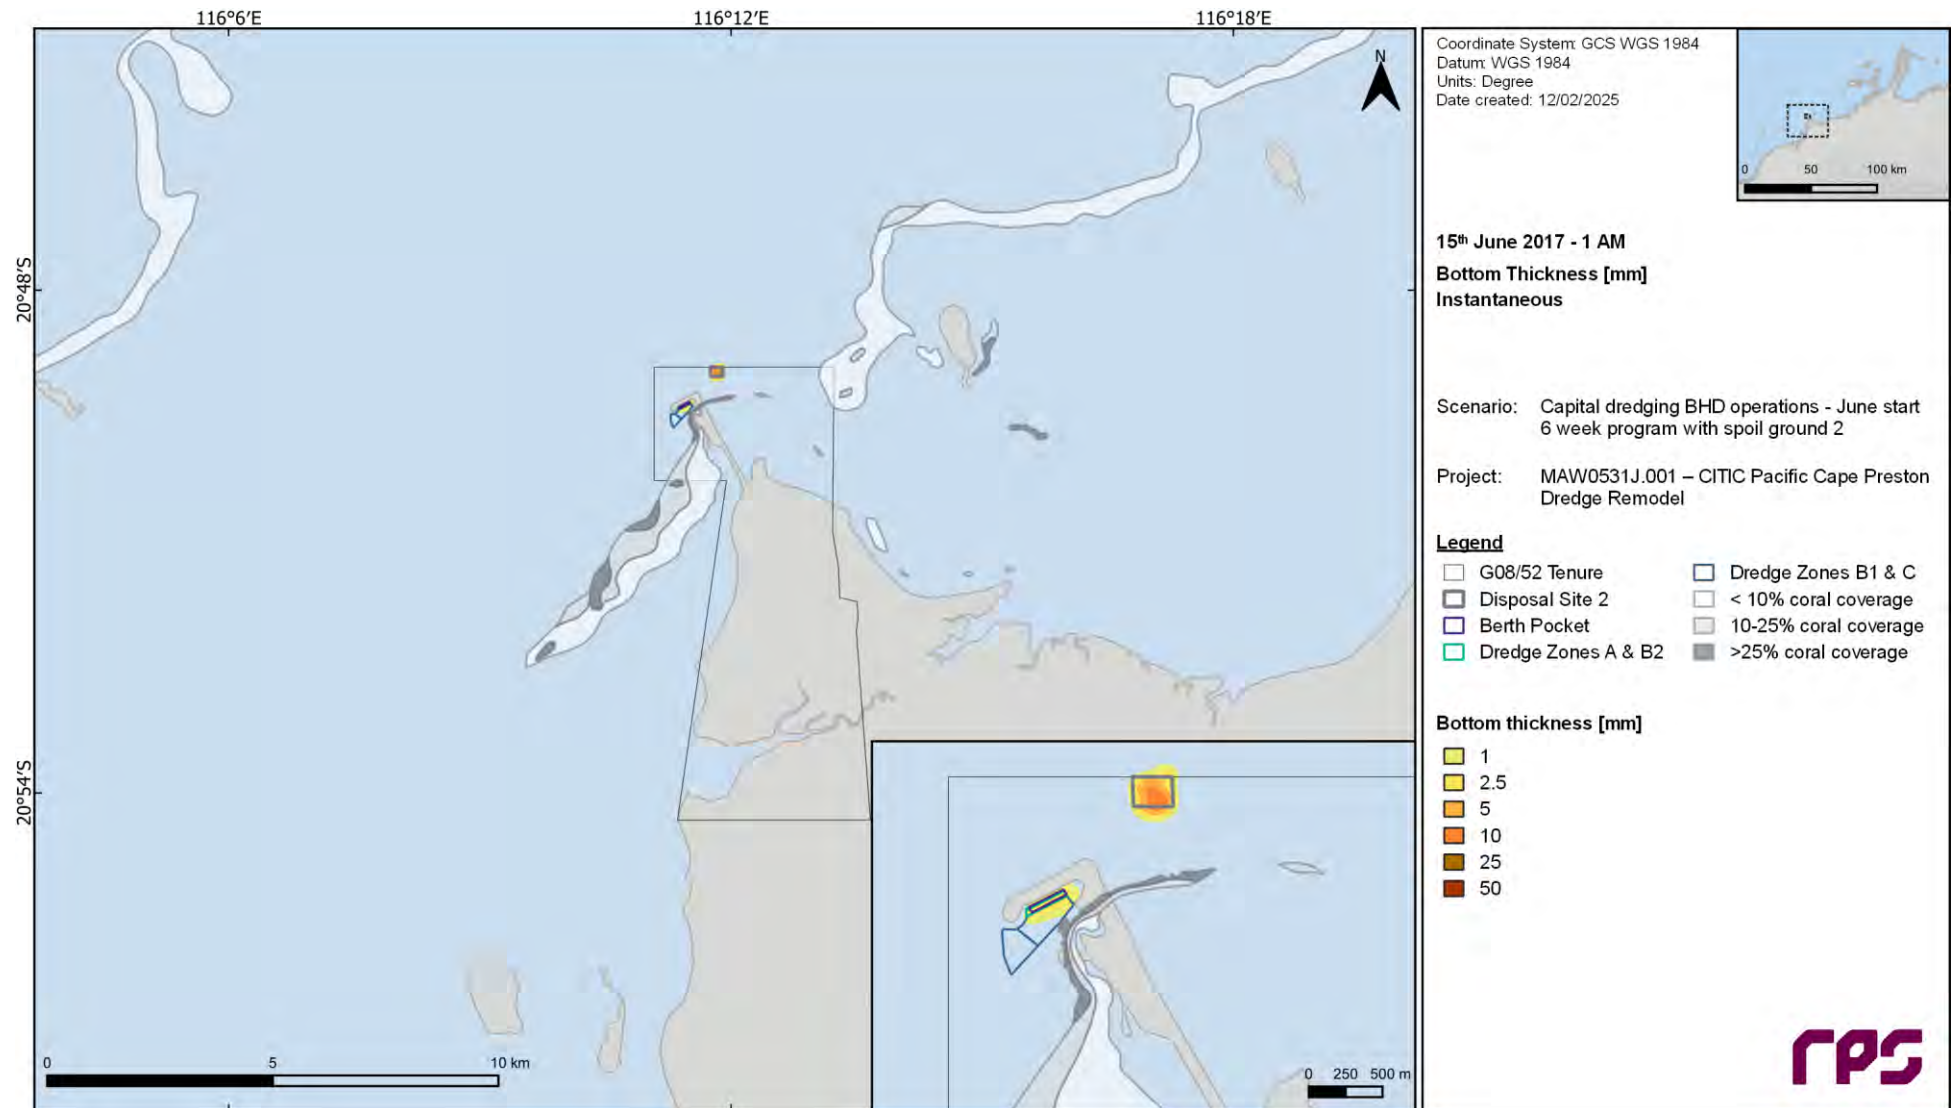 116°6′E
116°12′E
116°18′E
20°48′S
20°54′S
N
0 5 10 km
0 250 500 m
Coordinate System: GCS WGS 1984
Datum: WGS 1984
Units: Degree
Date created: 12/02/2025
0 50 100 km
15th June 2017 - 1 AM
Bottom Thickness [mm]
Instantaneous
Scenario: Capital dredging BHD operations - June start
6 week program with spoil ground 2
Project: MAW0531J.001 – CITIC Pacific Cape Preston
Dredge Remodel
Legend
G08/52 Tenure
Disposal Site 2
Berth Pocket
Dredge Zones A & B2
Dredge Zones B1 & C
< 10% coral coverage
10-25% coral coverage
>25% coral coverage
Bottom thickness [mm]
1
2.5
5
10
25
50
rps